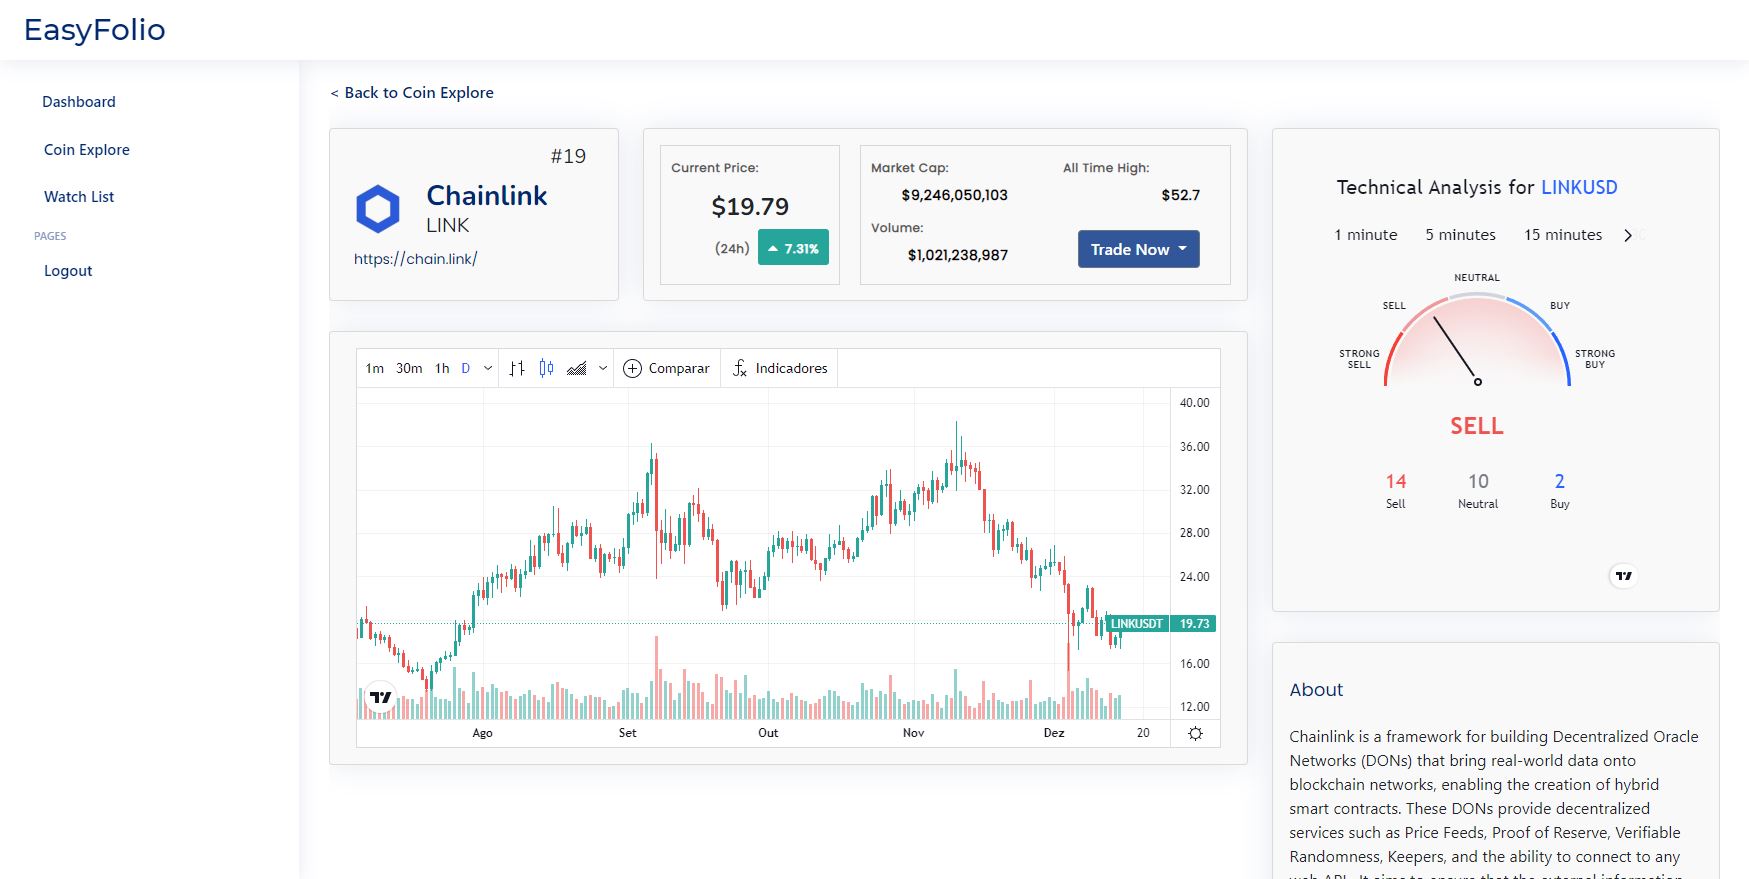 EasyFolio
Dashboard
Coin Explore
Watch List
PAGES
Logout
< Back to Coin Explore
#19
Chainlink
LINK
https://chain.link/
Current Price:
$19.79
(24h) 7.31%
Market Cap:
$9,246,050,103
Volume:
$1,021,238,987
All Time High:
$52.7
Trade Now
1m 30m 1h D Comparar Indicadores
40.00
36.00
32.00
28.00
24.00
LINKUSDT 19.73
16.00
12.00
Ago Set Out Nov Dez 20
Technical Analysis for LINKUSD
1 minute 5 minutes 15 minutes
NEUTRAL
SELL BUY
STRONG SELL
STRONG BUY
SELL
14 10 2
Sell Neutral Buy
About
Chainlink is a framework for building Decentralized Oracle
Networks (DONs) that bring real-world data onto
blockchain networks, enabling the creation of hybrid
smart contracts. These DONs provide decentralized
services such as Price Feeds, Proof of Reserve, Verifiable
Randomness, Keepers, and the ability to connect to any